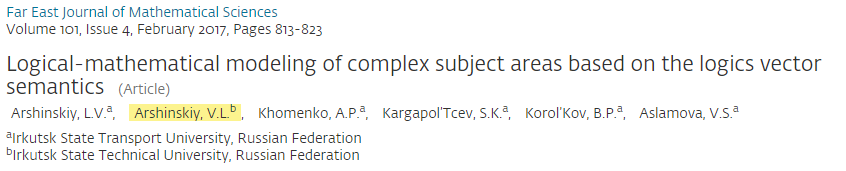 Far East Journal of Mathematical Sciences
Volume 101, Issue 4, February 2017, Pages 813-823
Logical-mathematical modeling of complex subject areas based on the logics vector
semantics (Article)
Arshinskiy, L.V.a, Arshinskiy, V.L.b, Khomenko, A.P.a, Kargapol'Tcev, S.K.a, Korol'Kov, B.P.a, Aslamova, V.S.a
aIrkutsk State Transport University, Russian Federation
bIrkutsk State Technical University, Russian Federation